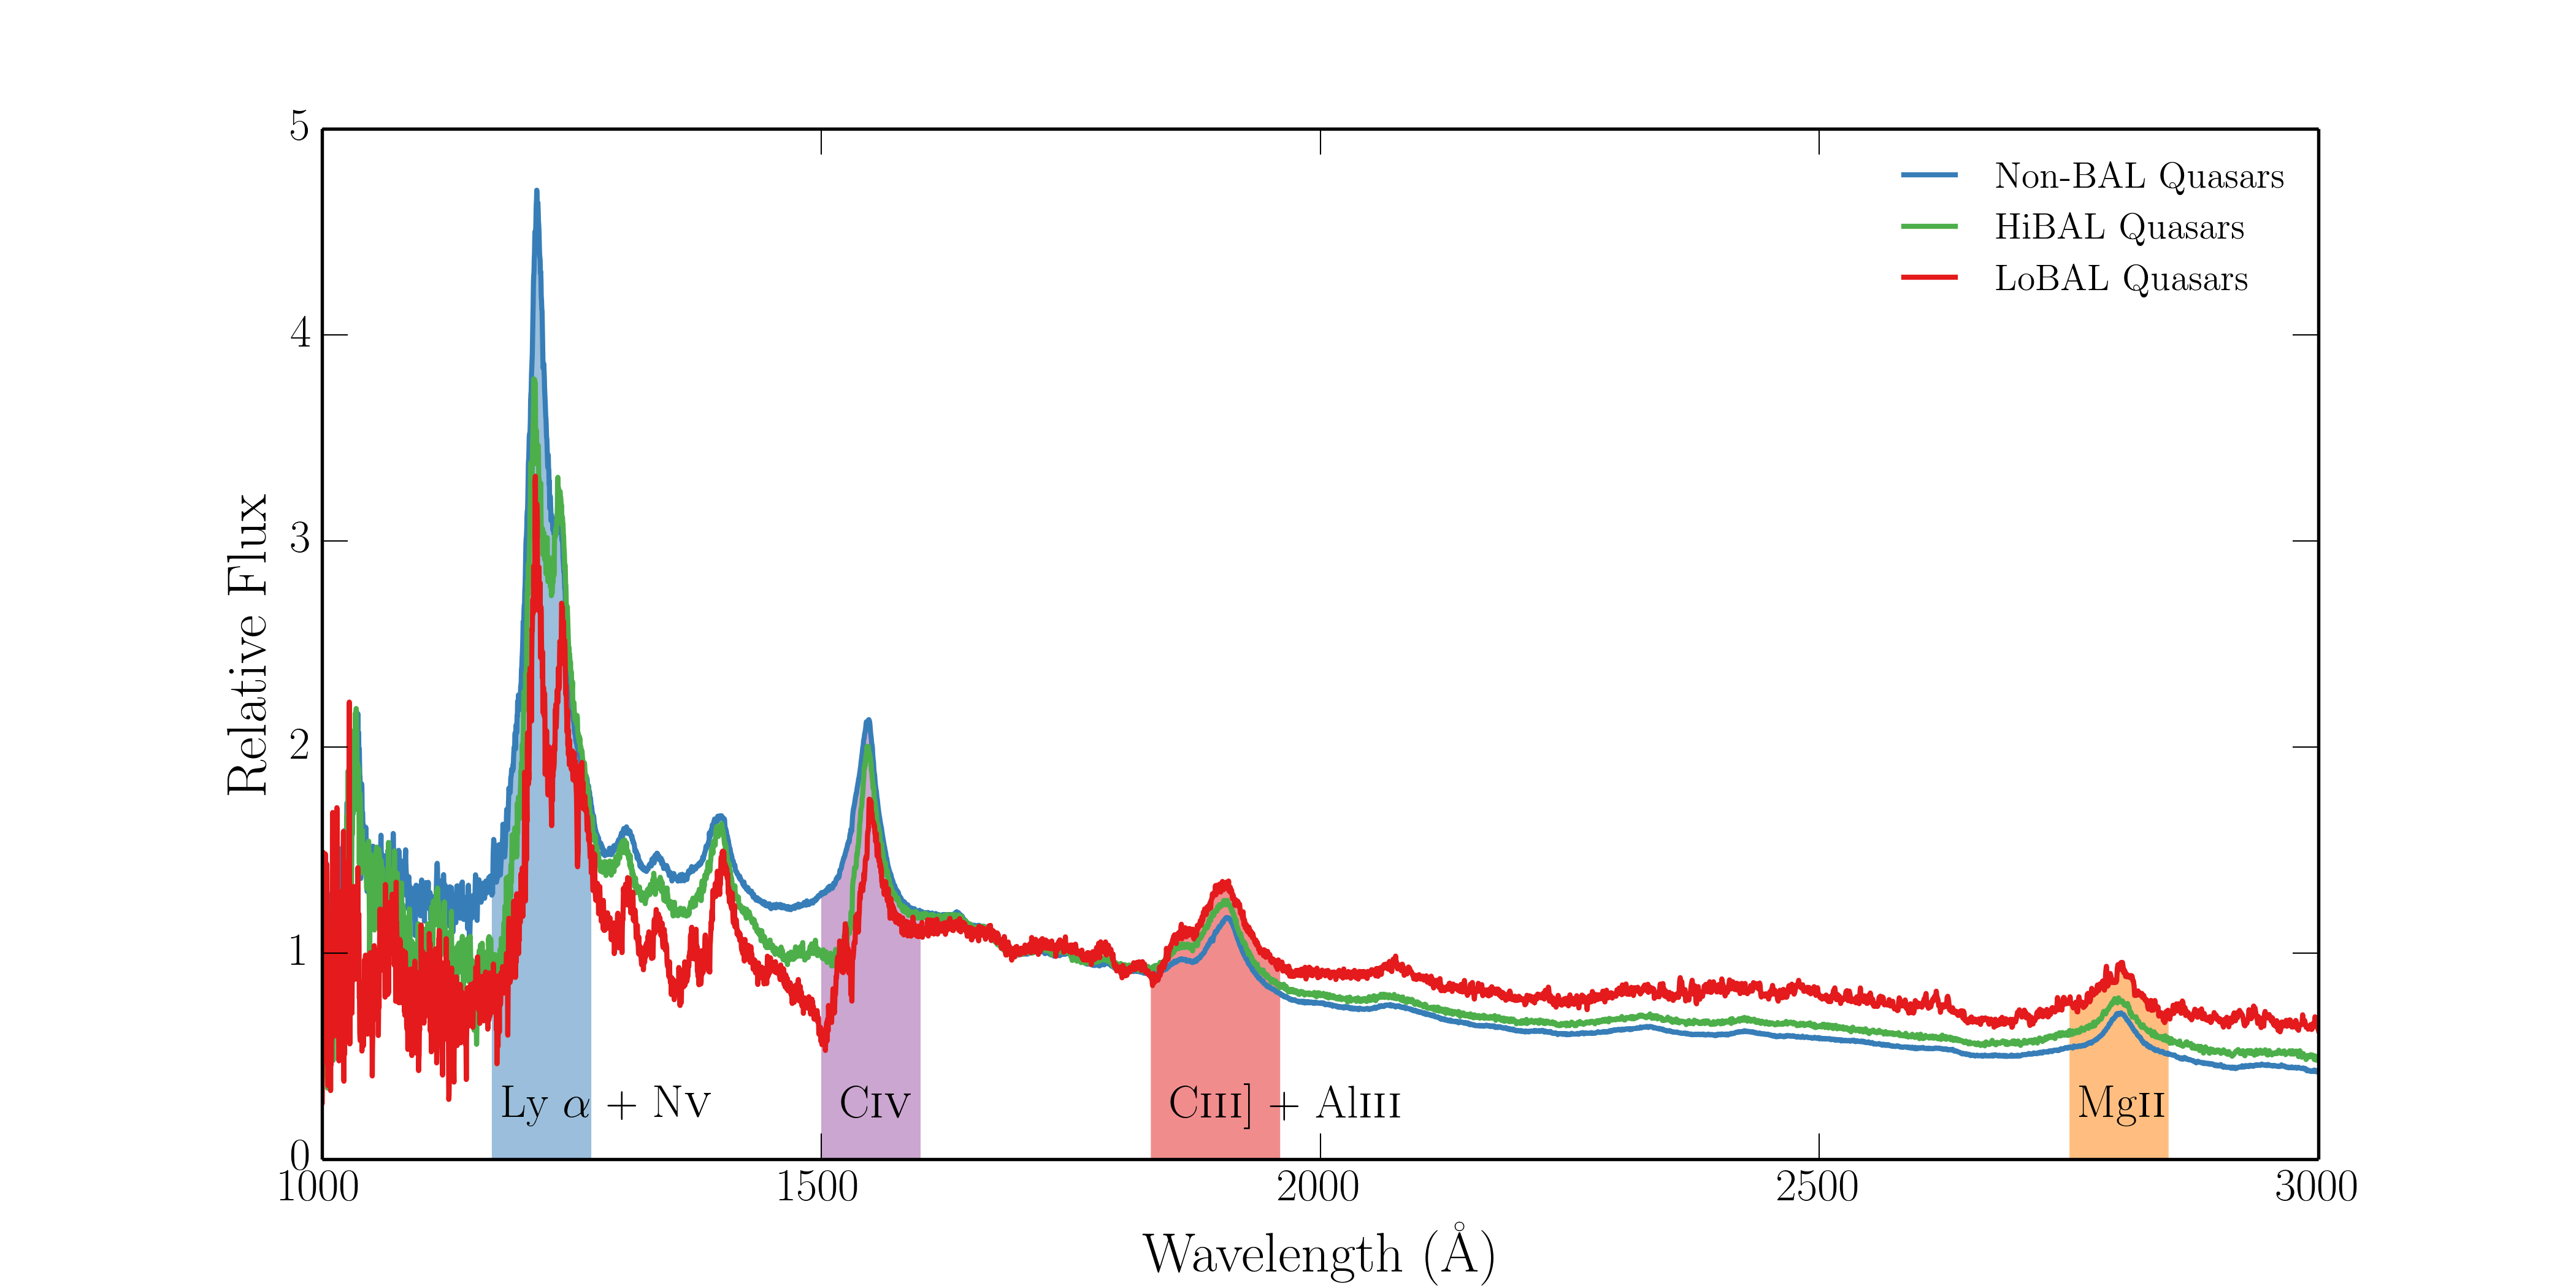 5
4
3
2
1
0
Relative Flux
Non-BAL Quasars
HiBAL Quasars
LoBAL Quasars
Ly α + NV
CIV
CIII] + AlIII
MgII
1000 1500 2000 2500 3000
Wavelength (Å)